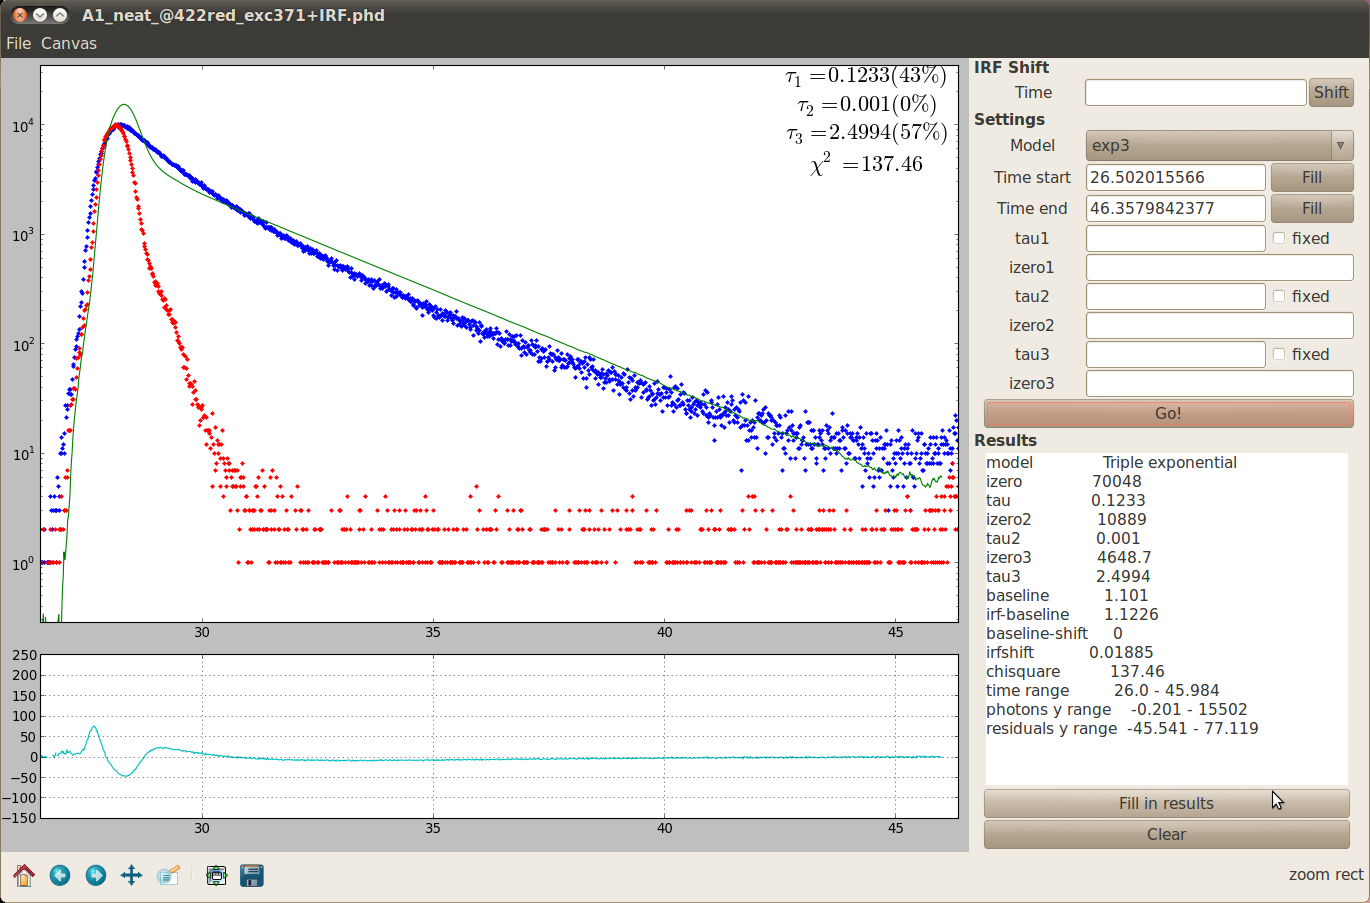 A1_neat_@422red_exc371+IRF.phd
File Canvas
τ1 =0.1233(43%)
τ2 =0.001(0%)
τ3 =2.4994(57%)
χ2 =137.46
10^4
10^3
10^2
10^1
10^0
30 35 40 45
250
200
150
100
50
0
−50
−100
−150
30 35 40 45
IRF Shift
Time Shift
Settings
Model exp3
Time start 26.502015566 Fill
Time end 46.3579842377 Fill
tau1 fixed
izero1
tau2 fixed
izero2
tau3 fixed
izero3
Go!
Results
model Triple exponential
izero 70048
tau 0.1233
izero2 10889
tau2 0.001
izero3 4648.7
tau3 2.4994
baseline 1.101
irf-baseline 1.1226
baseline-shift 0
irfshift 0.01885
chisquare 137.46
time range 26.0 - 45.984
photons y range -0.201 - 15502
residuals y range -45.541 - 77.119
Fill in results
Clear
zoom rect